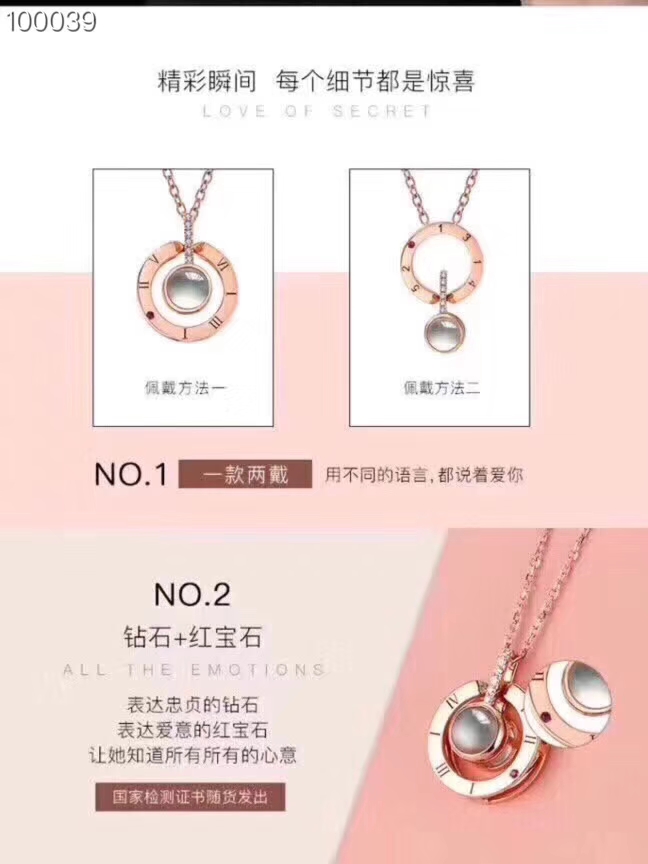 100039
精彩瞬间 每个细节都是惊喜
LOVE OF SECRET
佩戴方法一
佩戴方法二
NO.1 一款两戴 用不同的语言,都说着爱你
NO.2
钻石+红宝石
ALL THE EMOTIONS
表达忠贞的钻石
表达爱意的红宝石
让她知道所有所有的心意
国家检测证书随货发出